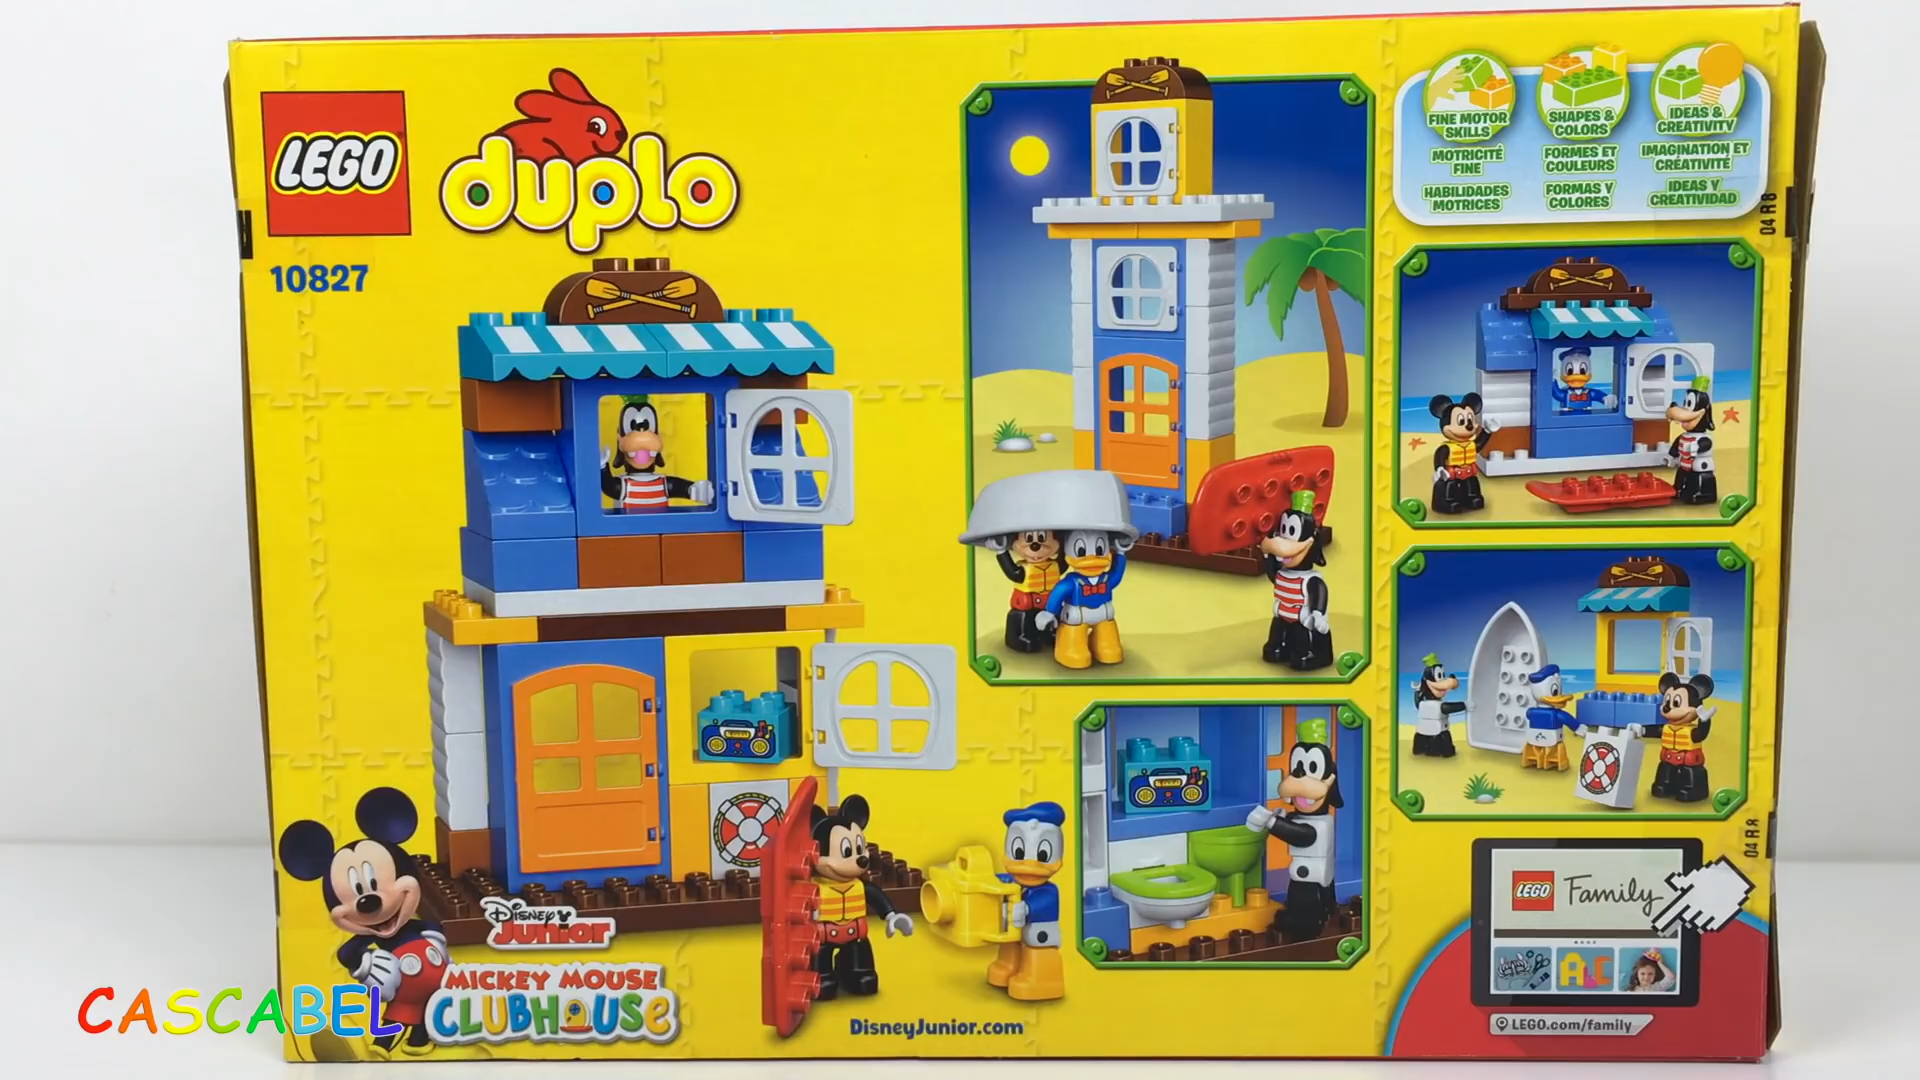 LEGO
duplo
10827
FINE MOTOR
SKILLS
MOTRICITÉ
FINE
HABILIDADES
MOTRICES
SHAPES &
COLORS
FORMES ET
COULEURS
FORMAS Y
COLORES
IDEAS &
CREATIVITY
IMAGINATION ET
CRÉATIVITÉ
IDEAS Y
CREATIVIDAD
04 R 8
04 R 8
Disney
Junior
MICKEY MOUSE
CLUBHOUSE
CASCABEL
DisneyJunior.com
LEGO Family
LEGO.com/family